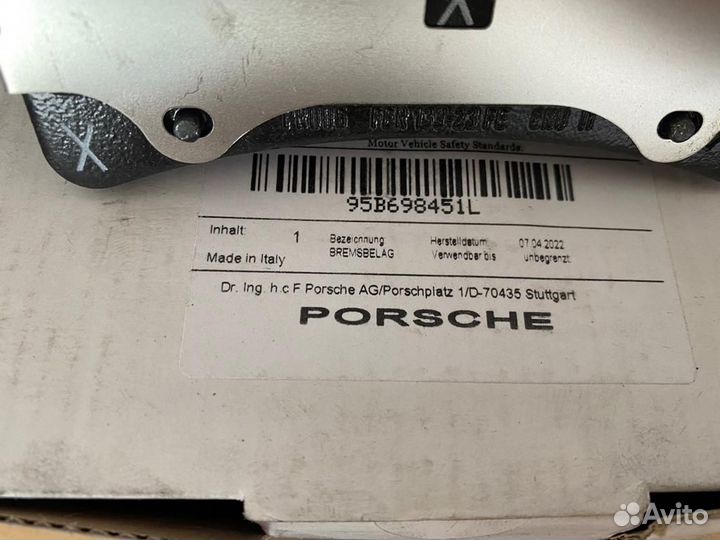 X
X
Motor Vehicle Safety Standards.
95B698451L
Inhalt: 1 Bezeichnung Herstelldatum 07.04.2022
Made in Italy BREMSBELAG Verwendbar bis unbegrenzt
Dr. Ing. h.c F Porsche AG/Porschplatz 1/D-70435 Stuttgart
PORSCHE
Avito